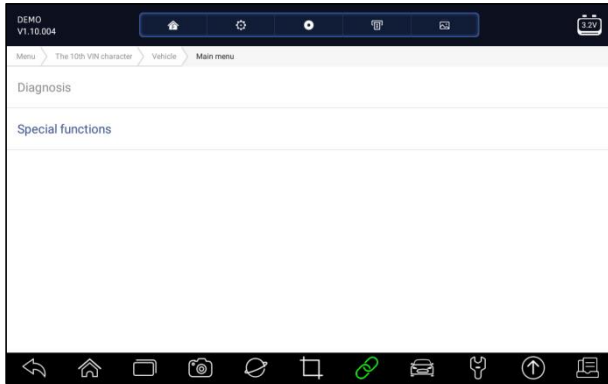 DEMO
V1.10.004
3.2V
Menu The 10th VIN character Vehicle Main menu
Diagnosis
Special functions